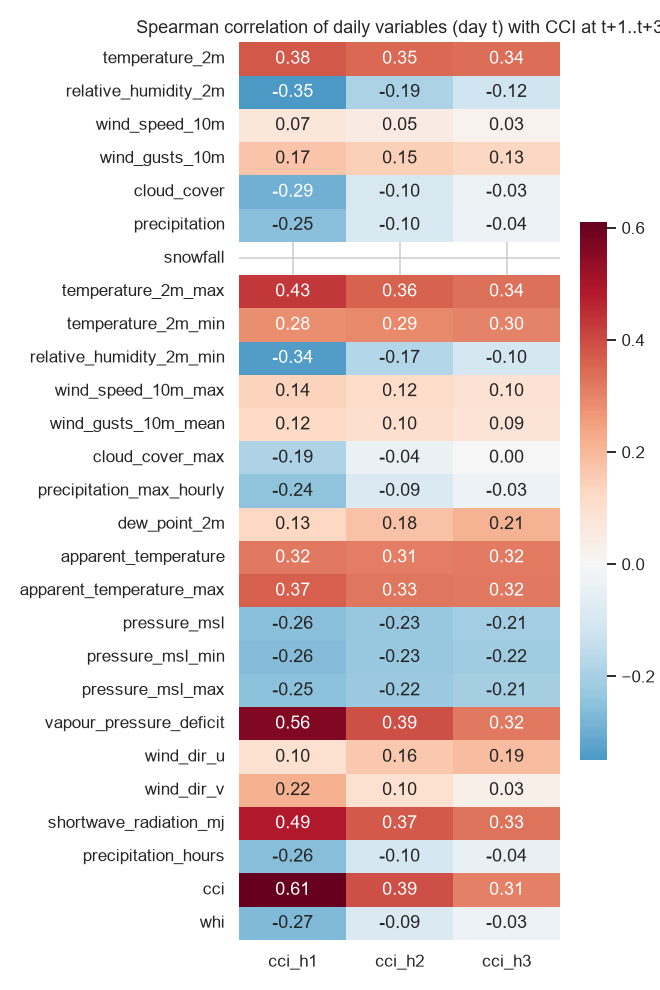 Spearman correlation of daily variables (day t) with CCI at t+1..t+3
temperature_2m 0.38 0.35 0.34
relative_humidity_2m -0.35 -0.19 -0.12
wind_speed_10m 0.07 0.05 0.03
wind_gusts_10m 0.17 0.15 0.13
cloud_cover -0.29 -0.10 -0.03
precipitation -0.25 -0.10 -0.04
snowfall
temperature_2m_max 0.43 0.36 0.34
temperature_2m_min 0.28 0.29 0.30
relative_humidity_2m_min -0.34 -0.17 -0.10
wind_speed_10m_max 0.14 0.12 0.10
wind_gusts_10m_mean 0.12 0.10 0.09
cloud_cover_max -0.19 -0.04 0.00
precipitation_max_hourly -0.24 -0.09 -0.03
dew_point_2m 0.13 0.18 0.21
apparent_temperature 0.32 0.31 0.32
apparent_temperature_max 0.37 0.33 0.32
pressure_msl -0.26 -0.23 -0.21
pressure_msl_min -0.26 -0.23 -0.22
pressure_msl_max -0.25 -0.22 -0.21
vapour_pressure_deficit 0.56 0.39 0.32
wind_dir_u 0.10 0.16 0.19
wind_dir_v 0.22 0.10 0.03
shortwave_radiation_mj 0.49 0.37 0.33
precipitation_hours -0.26 -0.10 -0.04
cci 0.61 0.39 0.31
whi -0.27 -0.09 -0.03
cci_h1 cci_h2 cci_h3
0.6
0.4
0.2
0.0
−0.2